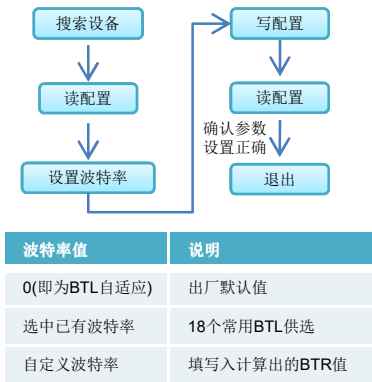 搜索设备
读配置
设置波特率
写配置
读配置
确认参数
设置正确
退出
波特率值 说明
0(即为BTL自适应) 出厂默认值
选中已有波特率 18个常用BTL供选
自定义波特率 填写入计算出的BTR值